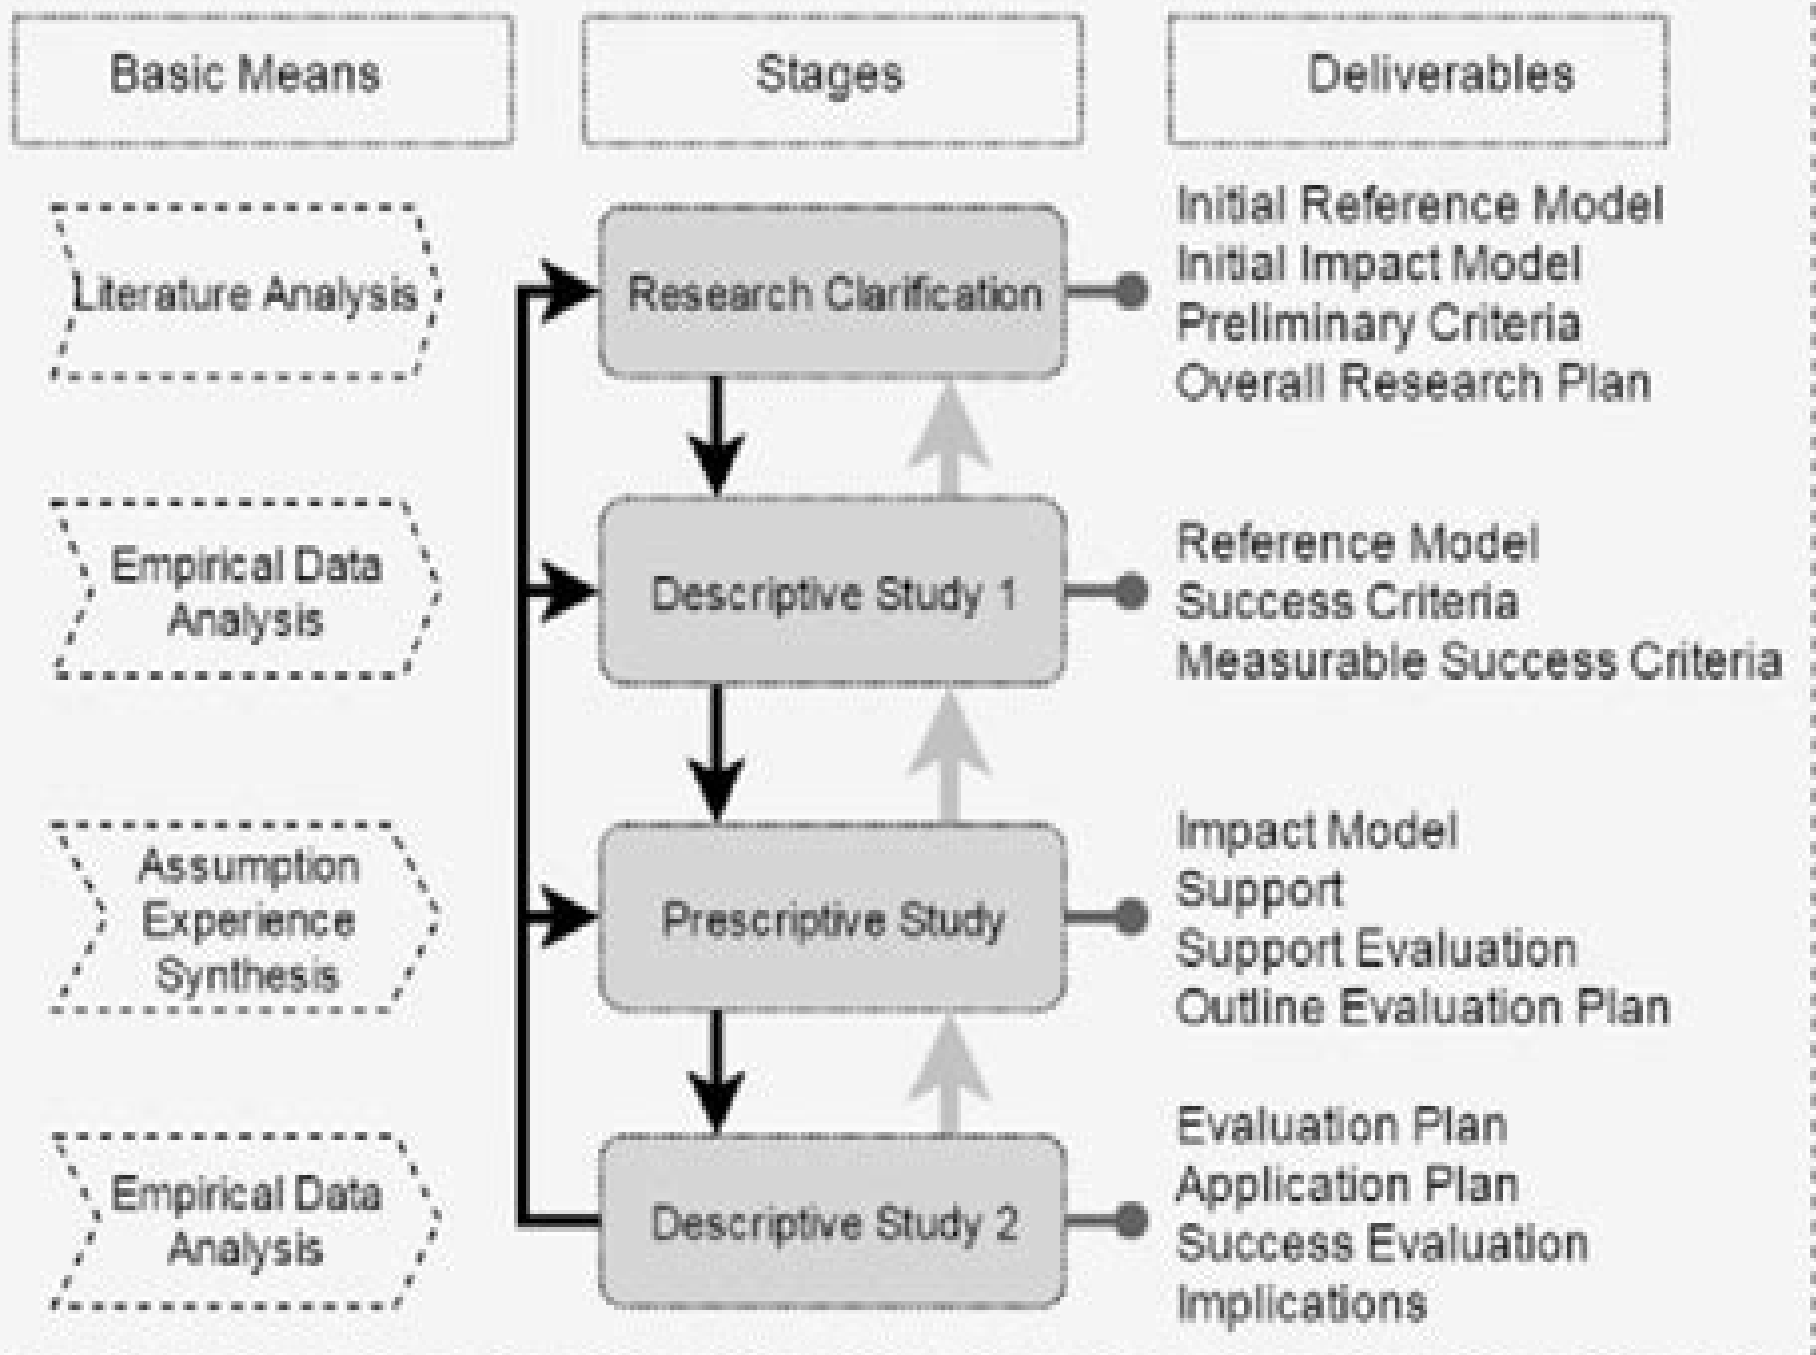 Basic Means
Stages
Deliverables
Literature Analysis
Research Clarification
Initial Reference Model
Initial Impact Model
Preliminary Criteria
Overall Research Plan
Empirical Data
Analysis
Descriptive Study 1
Reference Model
Success Criteria
Measurable Success Criteria
Assumption
Experience
Synthesis
Prescriptive Study
Impact Model
Support
Support Evaluation
Outline Evaluation Plan
Empirical Data
Analysis
Descriptive Study 2
Evaluation Plan
Application Plan
Success Evaluation
Implications